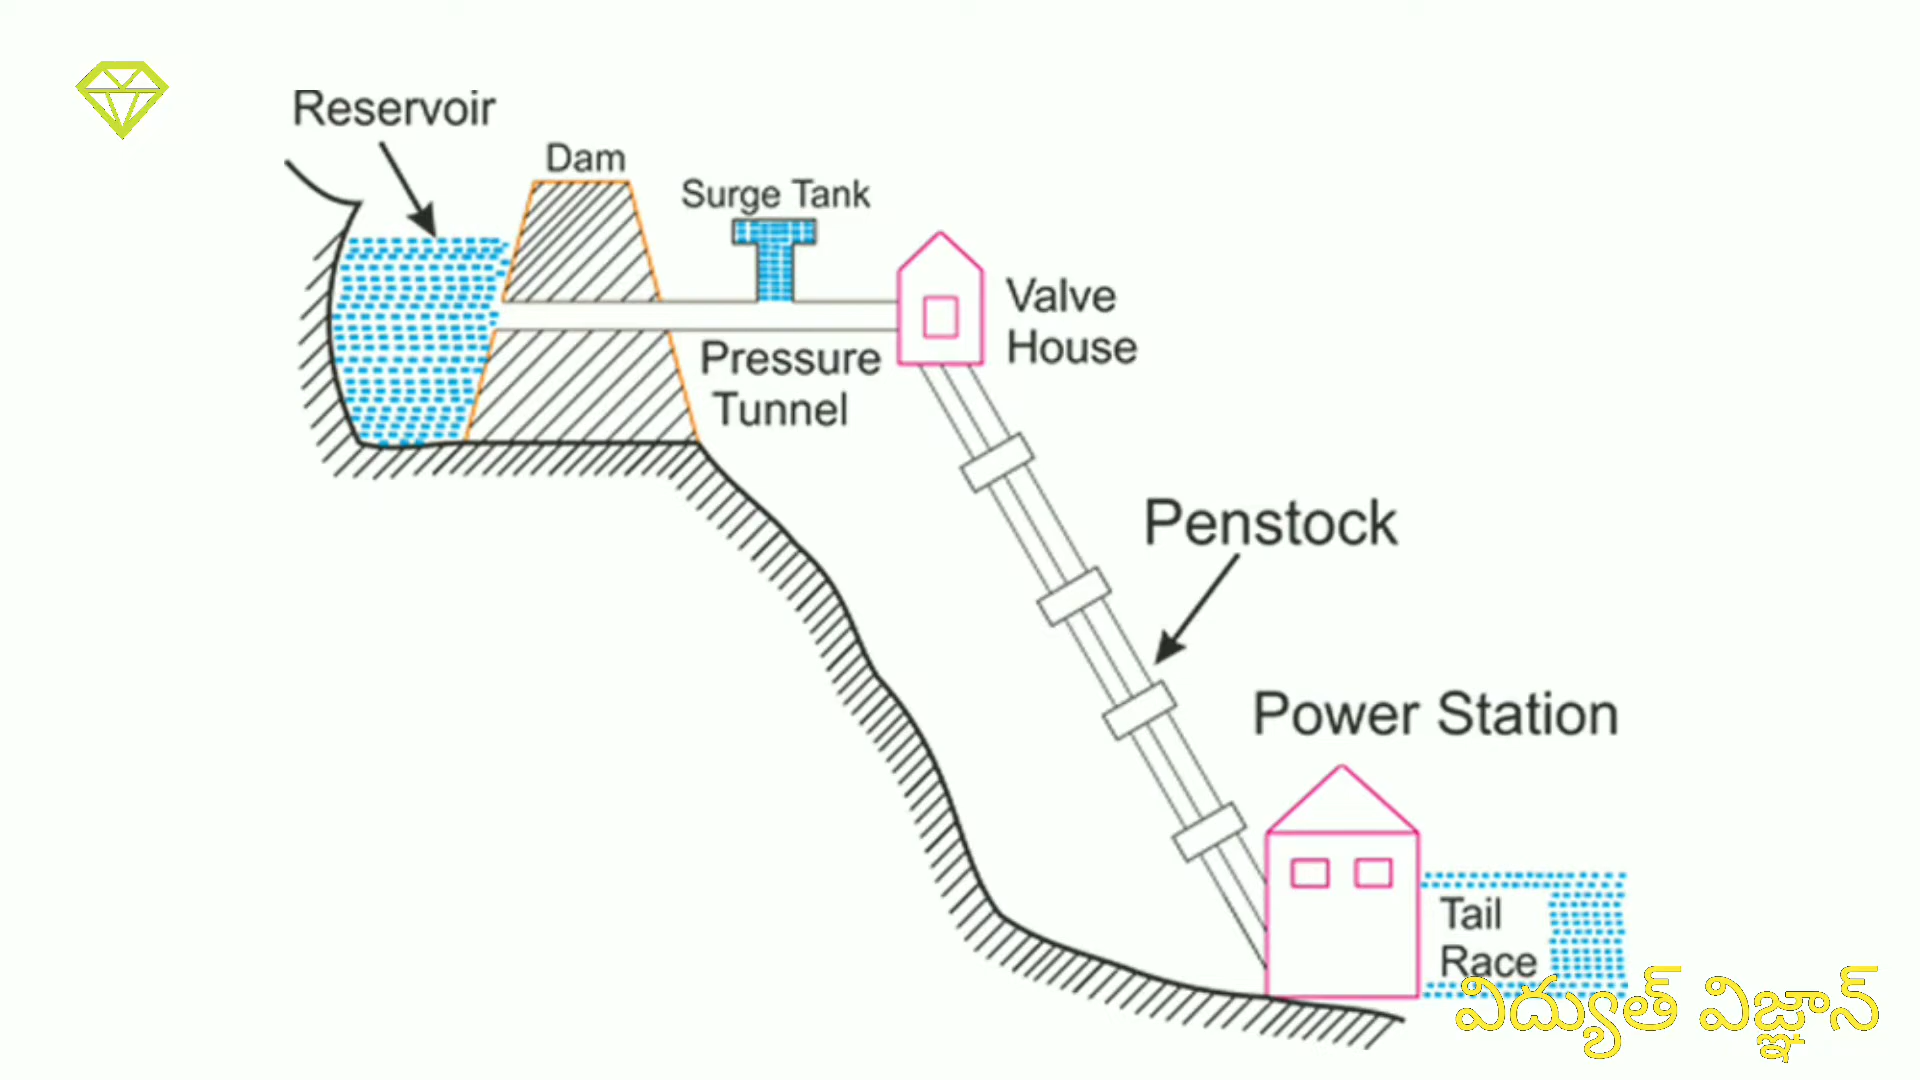 Reservoir
Dam
Surge Tank
Valve
House
Pressure
Tunnel
Penstock
Power Station
Tail
Race
విద్యుత్ విజ్ఞాన్